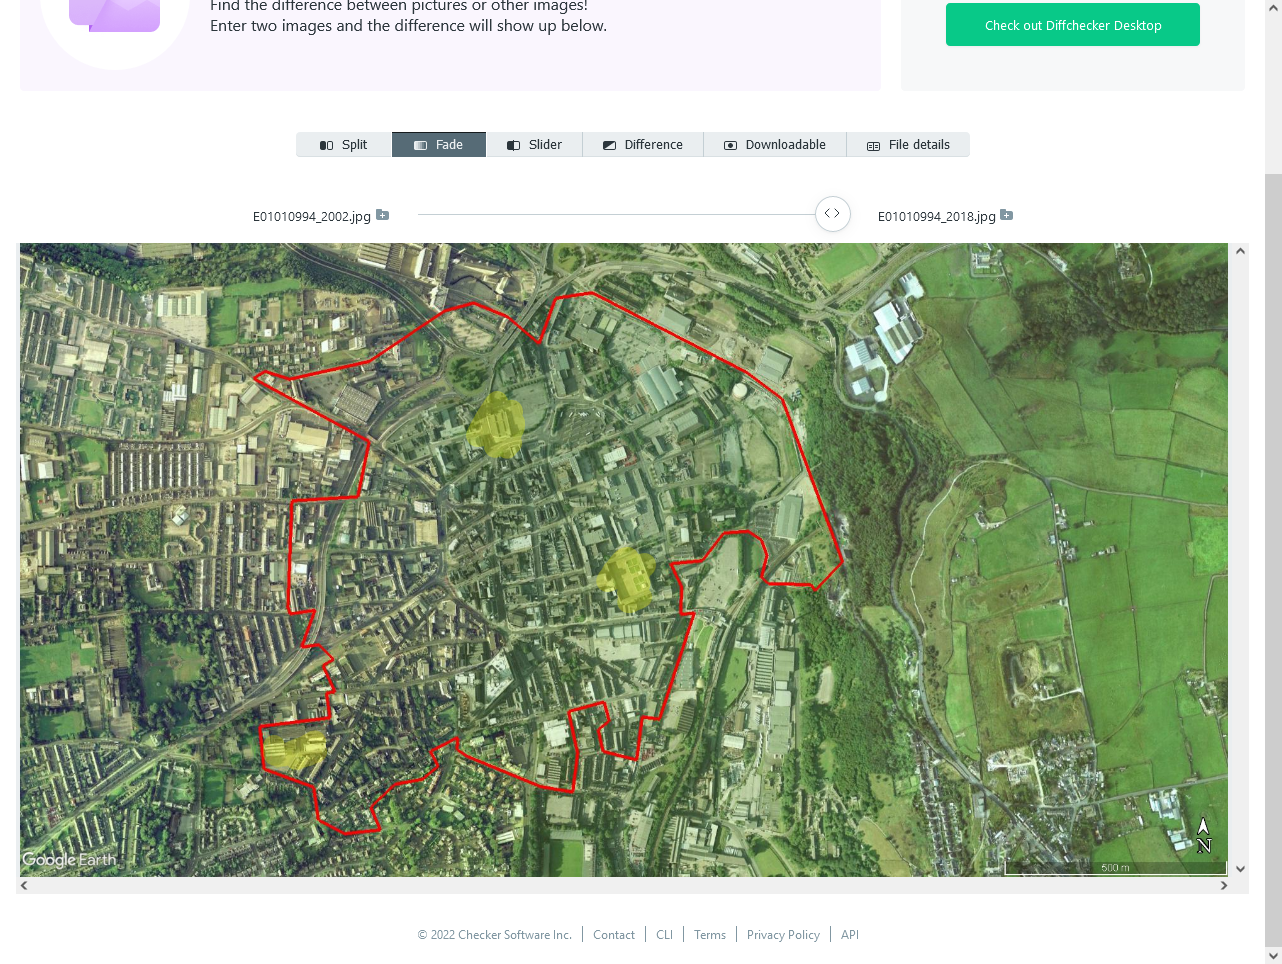 Find the difference between pictures or other images!
Enter two images and the difference will show up below.
Check out Diffchecker Desktop
Split
Fade
Slider
Difference
Downloadable
File details
E01010994_2002.jpg
E01010994_2018.jpg
Google Earth
N
500 m
© 2022 Checker Software Inc.
Contact
CLI
Terms
Privacy Policy
API